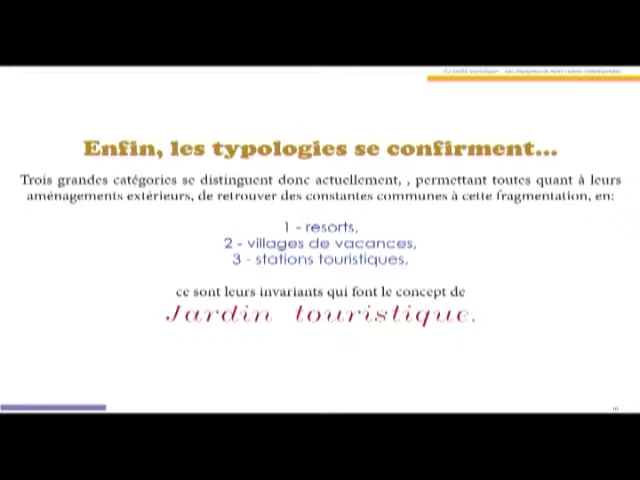 Enfin, les typologies se confirment...
Trois grandes catégories se distinguent donc actuellement, , permettant toutes quant à leurs
aménagements extérieurs, de retrouver des constantes communes à cette fragmentation, en:
1 - resorts,
2 - villages de vacances,
3 - stations touristiques,
ce sont leurs invariants qui font le concept de
Jardin touristique.